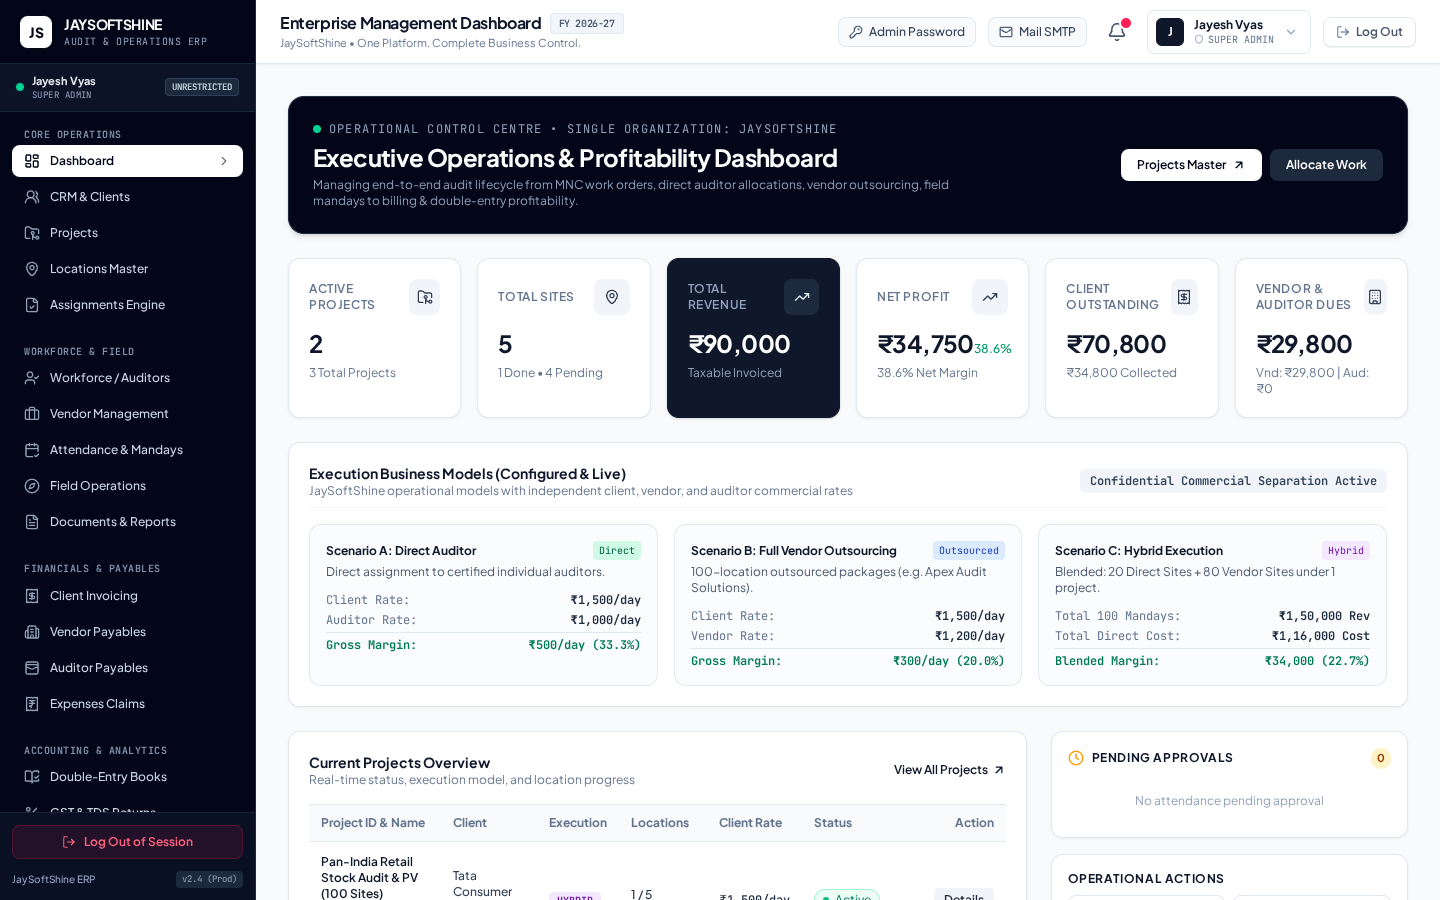 JS
JAYSOFTSHINE
AUDIT & OPERATIONS ERP
Jayesh Vyas
SUPER ADMIN
UNRESTRICTED
CORE OPERATIONS
Dashboard
CRM & Clients
Projects
Locations Master
Assignments Engine
WORKFORCE & FIELD
Workforce / Auditors
Vendor Management
Attendance & Mandays
Field Operations
Documents & Reports
FINANCIALS & PAYABLES
Client Invoicing
Vendor Payables
Auditor Payables
Expenses Claims
ACCOUNTING & ANALYTICS
Double-Entry Books
GST & TDS Returns
Log Out of Session
JaySoftShine ERP
v2.4 (Prod)
Enterprise Management Dashboard
FY 2026-27
JaySoftShine • One Platform. Complete Business Control.
Admin Password
Mail SMTP
J
Jayesh Vyas
SUPER ADMIN
Log Out
OPERATIONAL CONTROL CENTRE • SINGLE ORGANIZATION: JAYSOFTSHINE
Executive Operations & Profitability Dashboard
Managing end-to-end audit lifecycle from MNC work orders, direct auditor allocations, vendor outsourcing, field
mandays to billing & double-entry profitability.
Projects Master
Allocate Work
ACTIVE
PROJECTS
2
3 Total Projects
TOTAL SITES
5
1 Done • 4 Pending
TOTAL
REVENUE
₹90,000
Taxable Invoiced
NET PROFIT
₹34,750 38.6%
38.6% Net Margin
CLIENT
OUTSTANDING
₹70,800
₹34,800 Collected
VENDOR &
AUDITOR DUES
₹29,800
Vnd: ₹29,800 | Aud:
₹0
Execution Business Models (Configured & Live)
JaySoftShine operational models with independent client, vendor, and auditor commercial rates
Confidential Commercial Separation Active
Scenario A: Direct Auditor
Direct
Direct assignment to certified individual auditors.
Client Rate: ₹1,500/day
Auditor Rate: ₹1,000/day
Gross Margin: ₹500/day (33.3%)
Scenario B: Full Vendor Outsourcing
Outsourced
100-location outsourced packages (e.g. Apex Audit
Solutions).
Client Rate: ₹1,500/day
Vendor Rate: ₹1,200/day
Gross Margin: ₹300/day (20.0%)
Scenario C: Hybrid Execution
Hybrid
Blended: 20 Direct Sites + 80 Vendor Sites under 1
project.
Total 100 Mandays: ₹1,50,000 Rev
Total Direct Cost: ₹1,16,000 Cost
Blended Margin: ₹34,000 (22.7%)
Current Projects Overview
Real-time status, execution model, and location progress
View All Projects
Project ID & Name Client Execution Locations Client Rate Status Action
Pan-India Retail
Stock Audit & PV
(100 Sites)
Tata
Consumer
HYBRID
1 / 5
₹1,500/day
Active
Details
PENDING APPROVALS
0
No attendance pending approval
OPERATIONAL ACTIONS